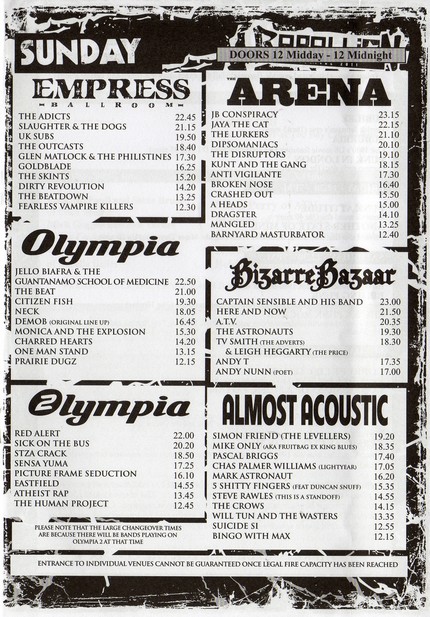 SUNDAY
DOORS 12 Midday - 12 Midnight
EMPRESS
BALLROOM
THE ADICTS 22.45
SLAUGHTER & THE DOGS 21.15
UK SUBS 19.50
THE OUTCASTS 18.40
GLEN MATLOCK & THE PHILISTINES 17.30
GOLDBLADE 16.25
THE SKINTS 15.20
DIRTY REVOLUTION 14.20
THE BEATDOWN 13.25
FEARLESS VAMPIRE KILLERS 12.30
THE ARENA
JB CONSPIRACY 23.15
JAYA THE CAT 22.15
THE LURKERS 21.10
DIPSOMANIACS 20.10
THE DISRUPTORS 19.10
KUNT AND THE GANG 18.15
ANTI VIGILANTE 17.30
BROKEN NOSE 16.40
CRASHED OUT 15.50
A HEADS 15.00
DRAGSTER 14.10
MANGLED 13.25
BARNYARD MASTURBATOR 12.40
Olympia
JELLO BIAFRA & THE
GUANTANAMO SCHOOL OF MEDICINE 22.50
THE BEAT 21.00
CITIZEN FISH 19.30
NECK 18.05
DEMOB (ORIGINAL LINE UP) 16.45
MONICA AND THE EXPLOSION 15.30
CHARRED HEARTS 14.20
ONE MAN STAND 13.15
PRAIRIE DUGZ 12.15
Bizarre Bazaar
CAPTAIN SENSIBLE AND HIS BAND 23.00
HERE AND NOW 21.50
A.T.V. 20.35
THE ASTRONAUTS 19.30
TV SMITH (THE ADVERTS) 18.30
& LEIGH HEGGARTY (THE PRICE)
ANDY T 17.35
ANDY NUNN (POET) 17.00
2 Olympia
RED ALERT 22.00
SICK ON THE BUS 20.20
STZA CRACK 18.50
SENSA YUMA 17.25
PICTURE FRAME SEDUCTION 16.10
EASTFIELD 14.55
ATHEIST RAP 13.45
THE HUMAN PROJECT 12.45
PLEASE NOTE THAT THE LARGE CHANGEOVER TIMES
ARE BECAUSE THERE WILL BE BANDS PLAYING ON
OLYMPIA 2 AT THAT TIME
ALMOST ACOUSTIC
SIMON FRIEND (THE LEVELLERS) 19.20
MIKE ONLY (AKA FRUITBAG EX KING BLUES) 18.35
PASCAL BRIGGS 17.40
CHAS PALMER WILLIAMS (LIGHTYEAR) 17.05
MARK ASTRONAUT 16.20
5 SHITTY FINGERS (FEAT DUNCAN SNUFF) 15.35
STEVE RAWLES (THIS IS A STANDOFF) 14.55
THE CROWS 14.15
WILL TUN AND THE WASTERS 13.35
SUICIDE SI 12.55
BINGO WITH MAX 12.15
ENTRANCE TO INDIVIDUAL VENUES CANNOT BE GUARANTEED ONCE LEGAL FIRE CAPACITY HAS BEEN REACHED